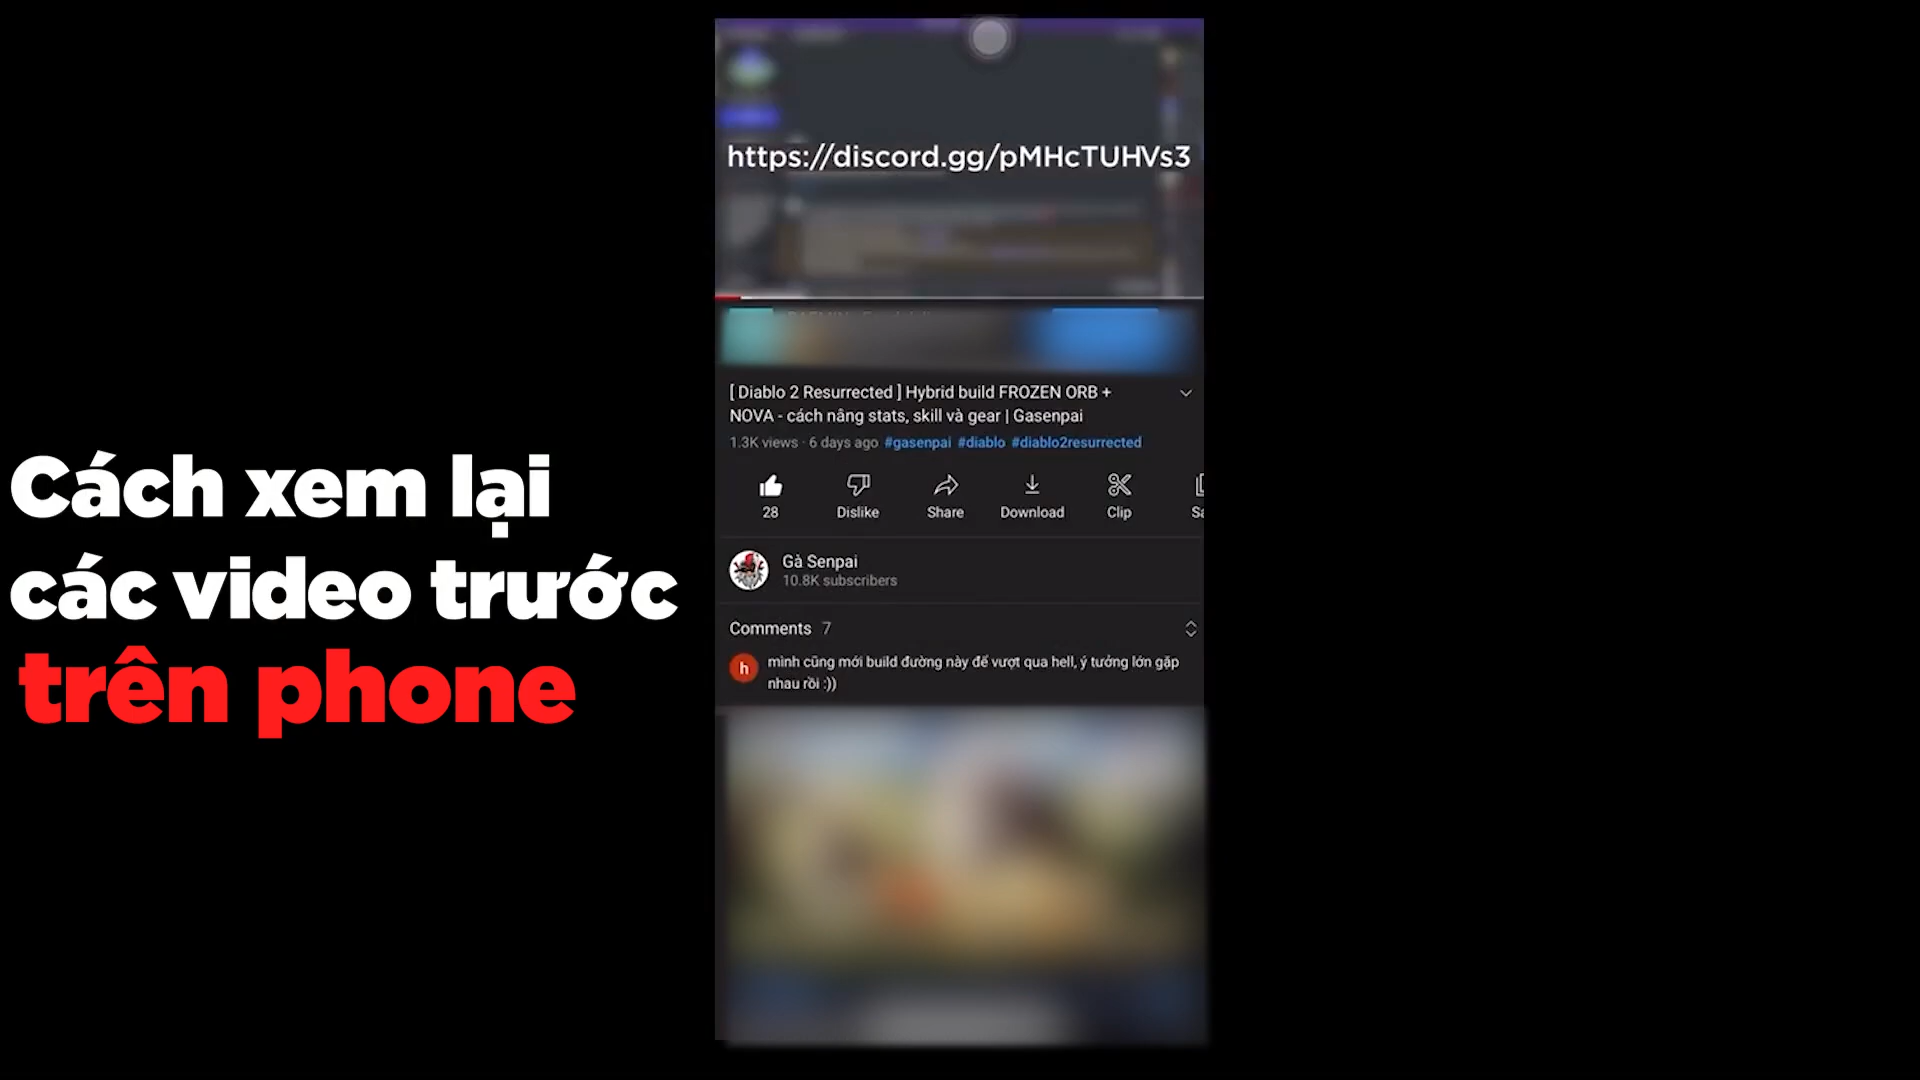 Cách xem lại
các video trước
trên phone
https://discord.gg/pMHcTUHVs3
[ Diablo 2 Resurrected ] Hybrid build FROZEN ORB +
NOVA - cách nâng stats, skill và gear | Gasenpai
1.3K views · 6 days ago #gasenpai #diablo #diablo2resurrected
28 Dislike Share Download Clip
Gà Senpai
10.8K subscribers
Comments 7
h
mình cũng mới build đường này để vượt qua hell, ý tưởng lớn gặp
nhau rồi :))